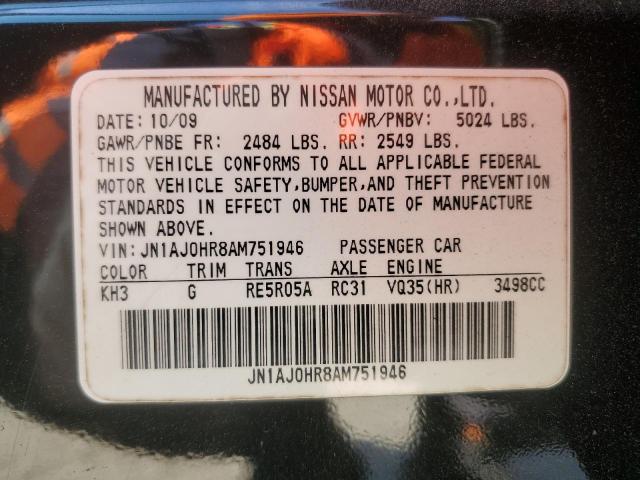 MANUFACTURED BY NISSAN MOTOR CO.,LTD.
DATE: 10/09 GVWR/PNBV: 5024 LBS.
GAWR/PNBE FR: 2484 LBS. RR: 2549 LBS.
THIS VEHICLE CONFORMS TO ALL APPLICABLE FEDERAL
MOTOR VEHICLE SAFETY,BUMPER,AND THEFT PREVENTION
STANDARDS IN EFFECT ON THE DATE OF MANUFACTURE
SHOWN ABOVE.
VIN:JN1AJ0HR8AM751946 PASSENGER CAR
COLOR TRIM TRANS AXLE ENGINE
KH3 G RE5R05A RC31 VQ35(HR) 3498CC
JN1AJ0HR8AM751946